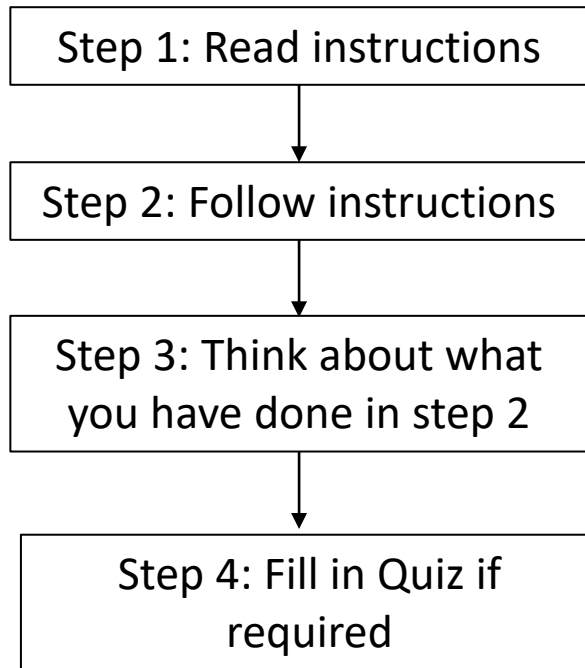 Step 1: Read instructions
Step 2: Follow instructions
Step 3: Think about what
you have done in step 2
Step 4: Fill in Quiz if
required